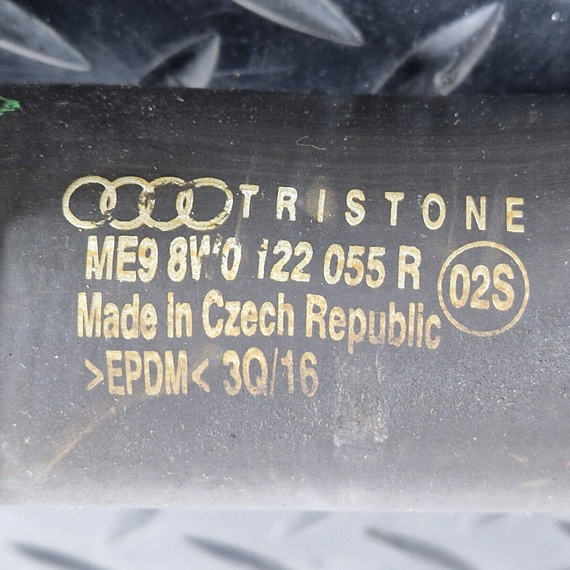 TRISTONE
ME9 8W0 122 055 R
02S
Made in Czech Republic
>EPDM< 3Q/16